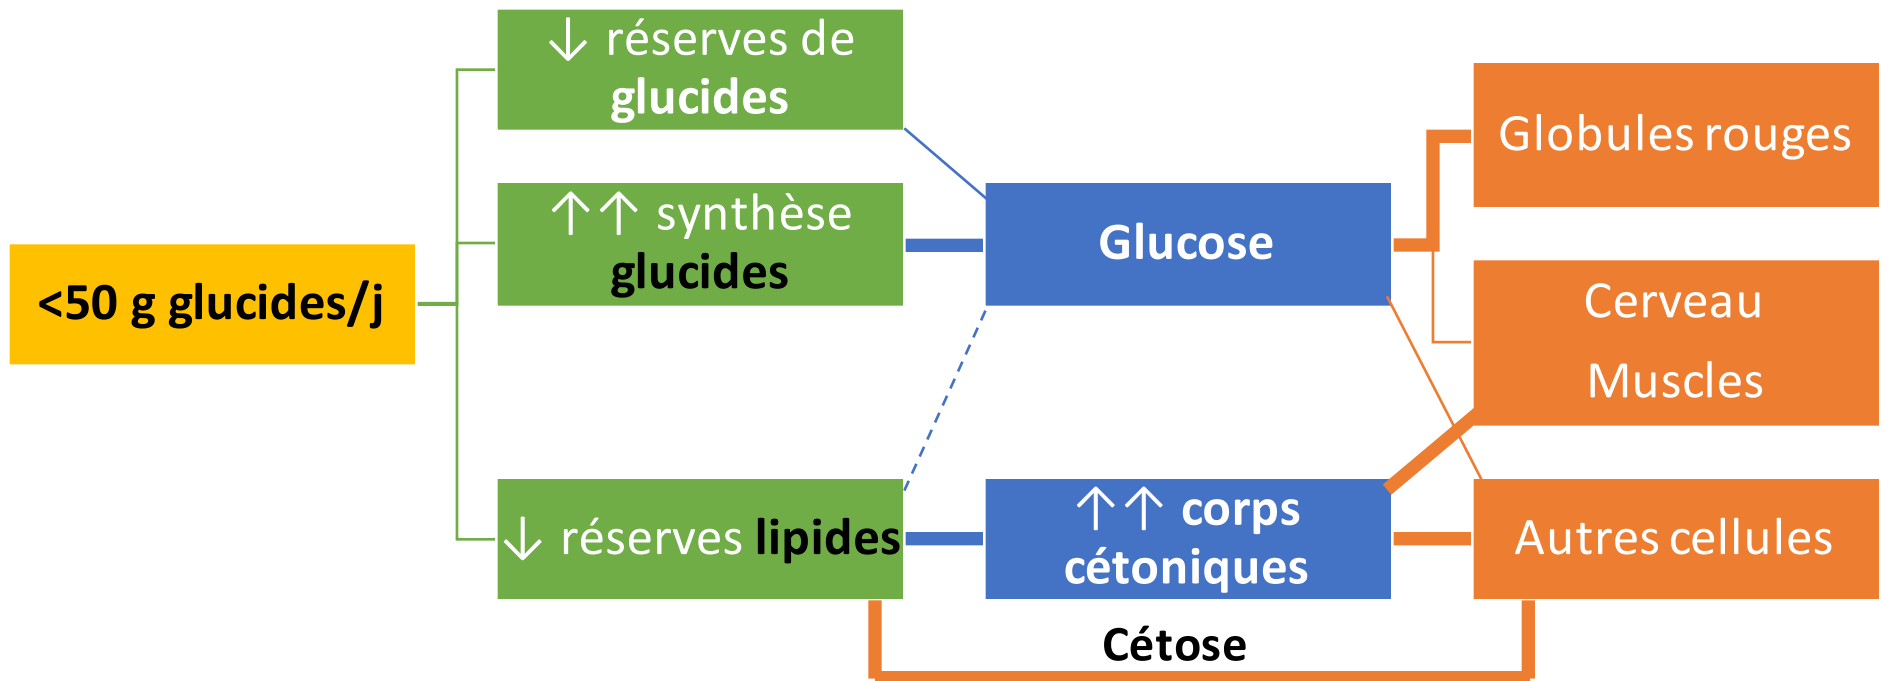 <50 g glucides/j
↓ réserves de
glucides
↑↑ synthèse
glucides
↓ réserves lipides
Glucose
↑↑ corps
cétoniques
Globules rouges
Cerveau
Muscles
Autres cellules
Cétose